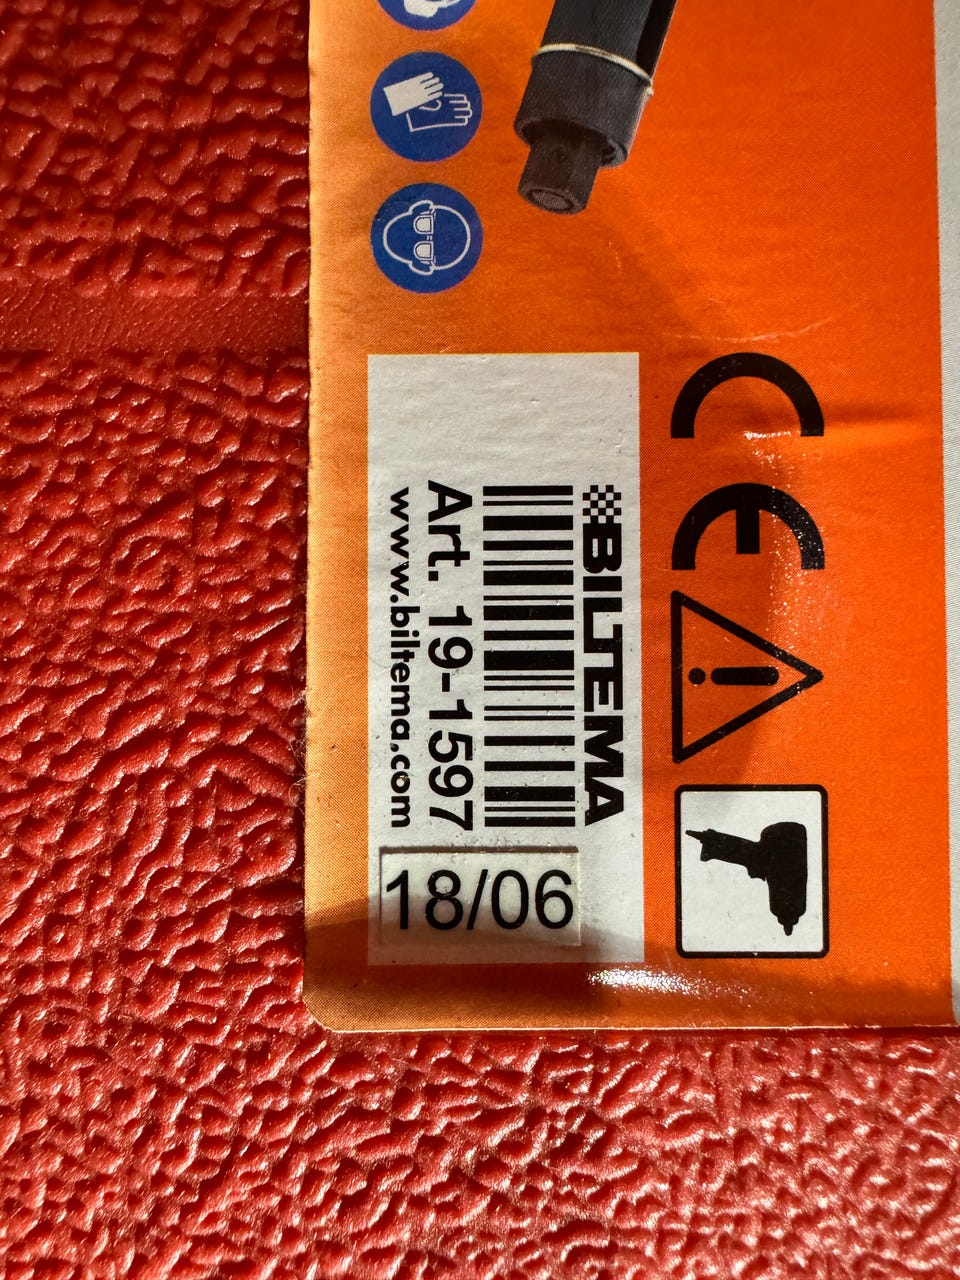 BILTEMA
Art. 19-1597
www.biltema.com
18/06
CE